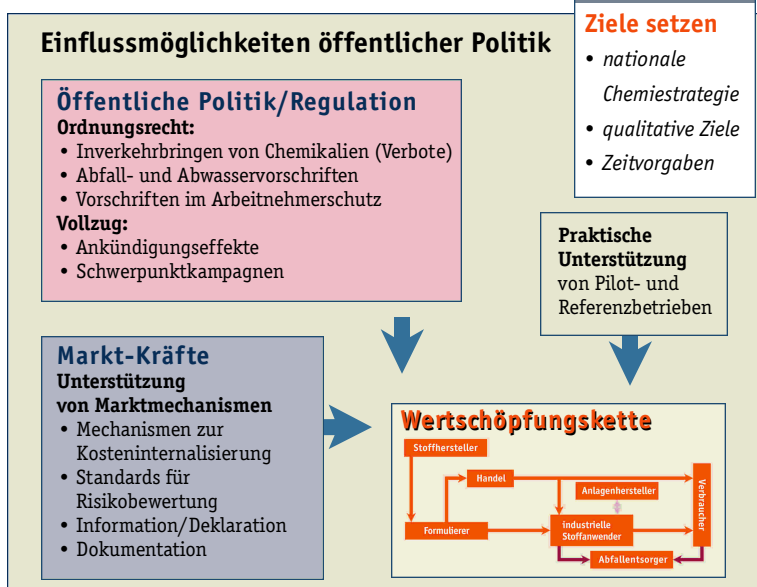 Einflussmöglichkeiten öffentlicher Politik
Ziele setzen
• nationale
Chemiestrategie
• qualitative Ziele
• Zeitvorgaben
Öffentliche Politik/Regulation
Ordnungsrecht:
• Inverkehrbringen von Chemikalien (Verbote)
• Abfall- und Abwasservorschriften
• Vorschriften im Arbeitnehmerschutz
Vollzug:
• Ankündigungseffekte
• Schwerpunktkampagnen
Praktische
Unterstützung
von Pilot- und
Referenzbetrieben
Markt-Kräfte
Unterstützung
von Marktmechanismen
• Mechanismen zur
Kosteninternalisierung
• Standards für
Risikobewertung
• Information/Deklaration
• Dokumentation
Wertschöpfungskette
Stoffhersteller
Handel
Anlagenhersteller
Verbraucher
Formulierer
industrielle
Stoffanwender
Abfallentsorger